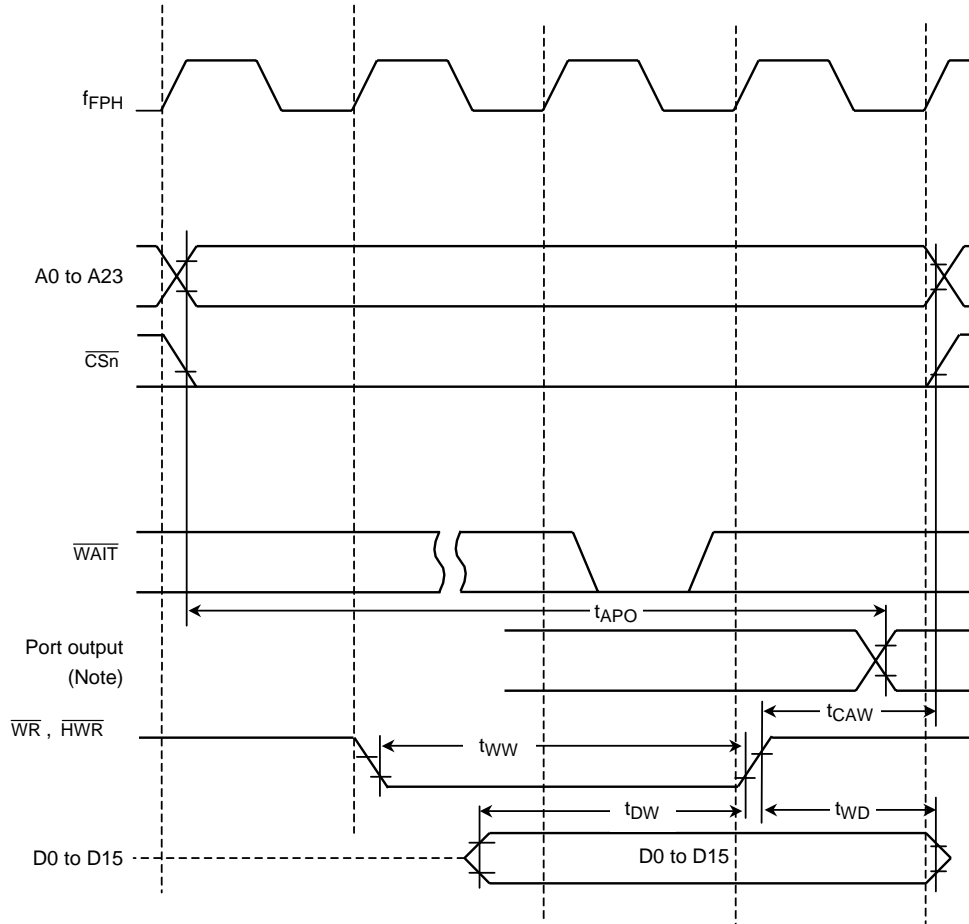 fFPH
A0 to A23
CSn
WAIT
tAPO
Port output
(Note)
tCAW
WR , HWR
tWW
tDW
tWD
D0 to D15
D0 to D15